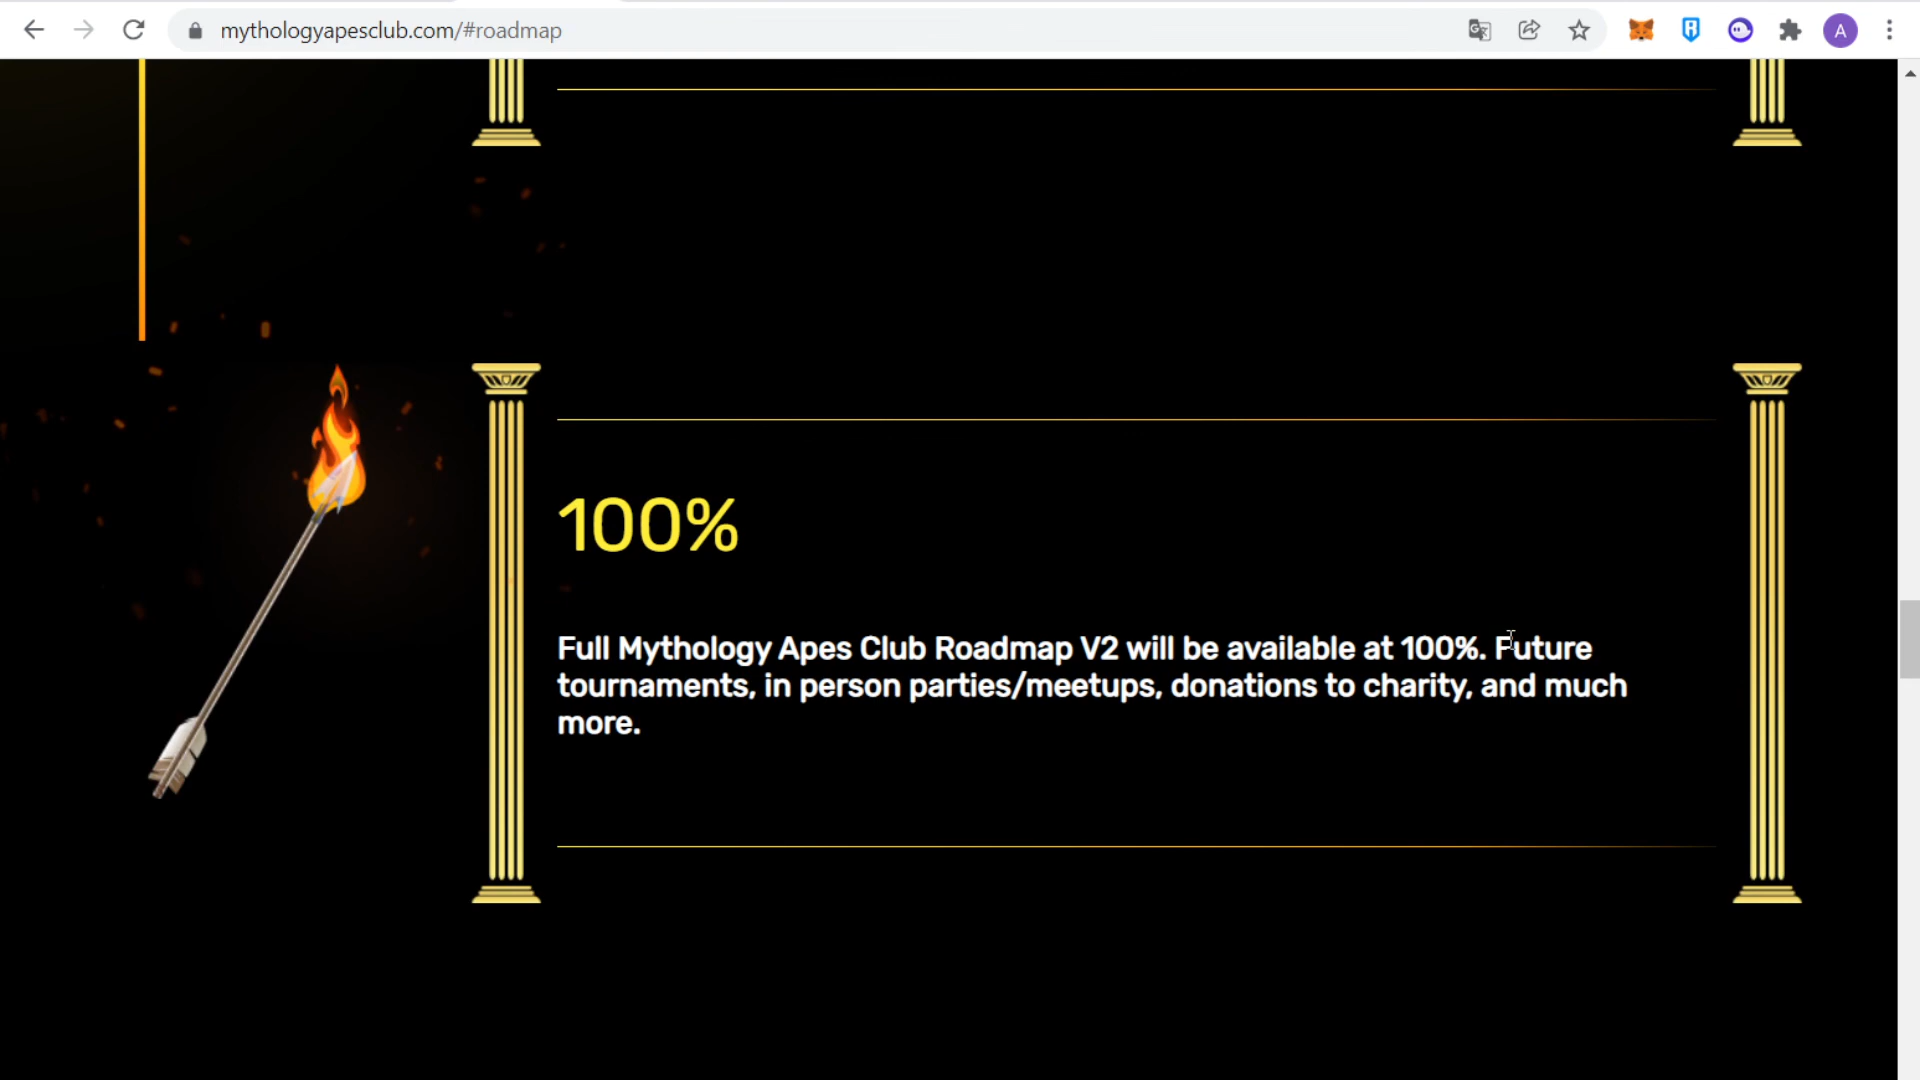 mythologyapesclub.com/#roadmap
A
100%
Full Mythology Apes Club Roadmap V2 will be available at 100%. Future
tournaments, in person parties/meetups, donations to charity, and much
more.